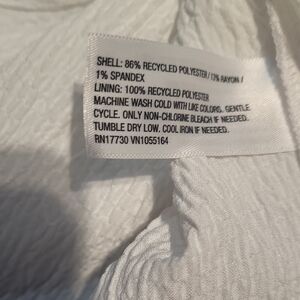 SHELL: 86% RECYCLED POLYESTER / 13% RAYON /
1% SPANDEX
LINING: 100% RECYCLED POLYESTER
MACHINE WASH COLD WITH LIKE COLORS. GENTLE
CYCLE. ONLY NON-CHLORINE BLEACH IF NEEDED.
TUMBLE DRY LOW. COOL IRON IF NEEDED.
RN17730 VN1055164